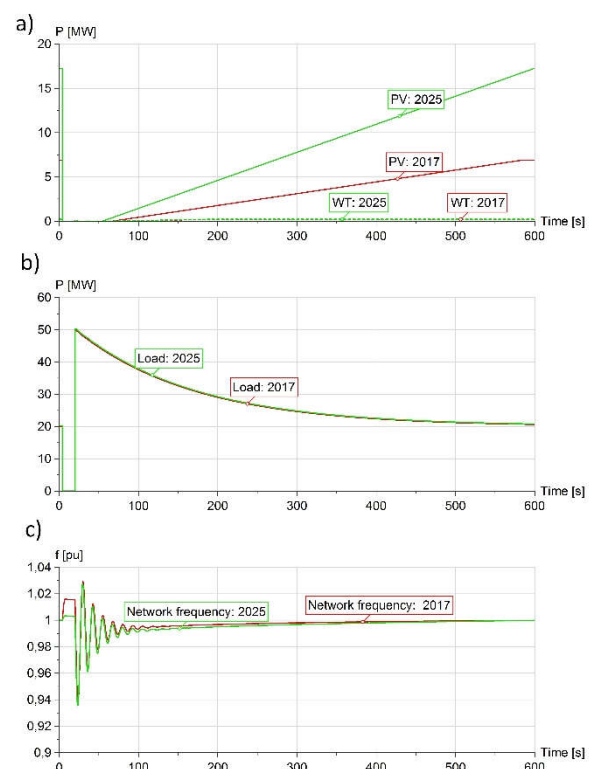 a)
P [MW]
20
15
10
5
0
PV: 2025
PV: 2017
WT: 2025
WT: 2017
Time [s]
0 100 200 300 400 500 600
b)
P [MW]
60
50
40
30
20
10
0
Load: 2025
Load: 2017
Time [s]
0 100 200 300 400 500 600
c)
f [pu]
1,04
1,02
1
0,98
0,96
0,94
0,92
0,9
Network frequency: 2025
Network frequency: 2017
Time [s]
0 100 200 300 400 500 600